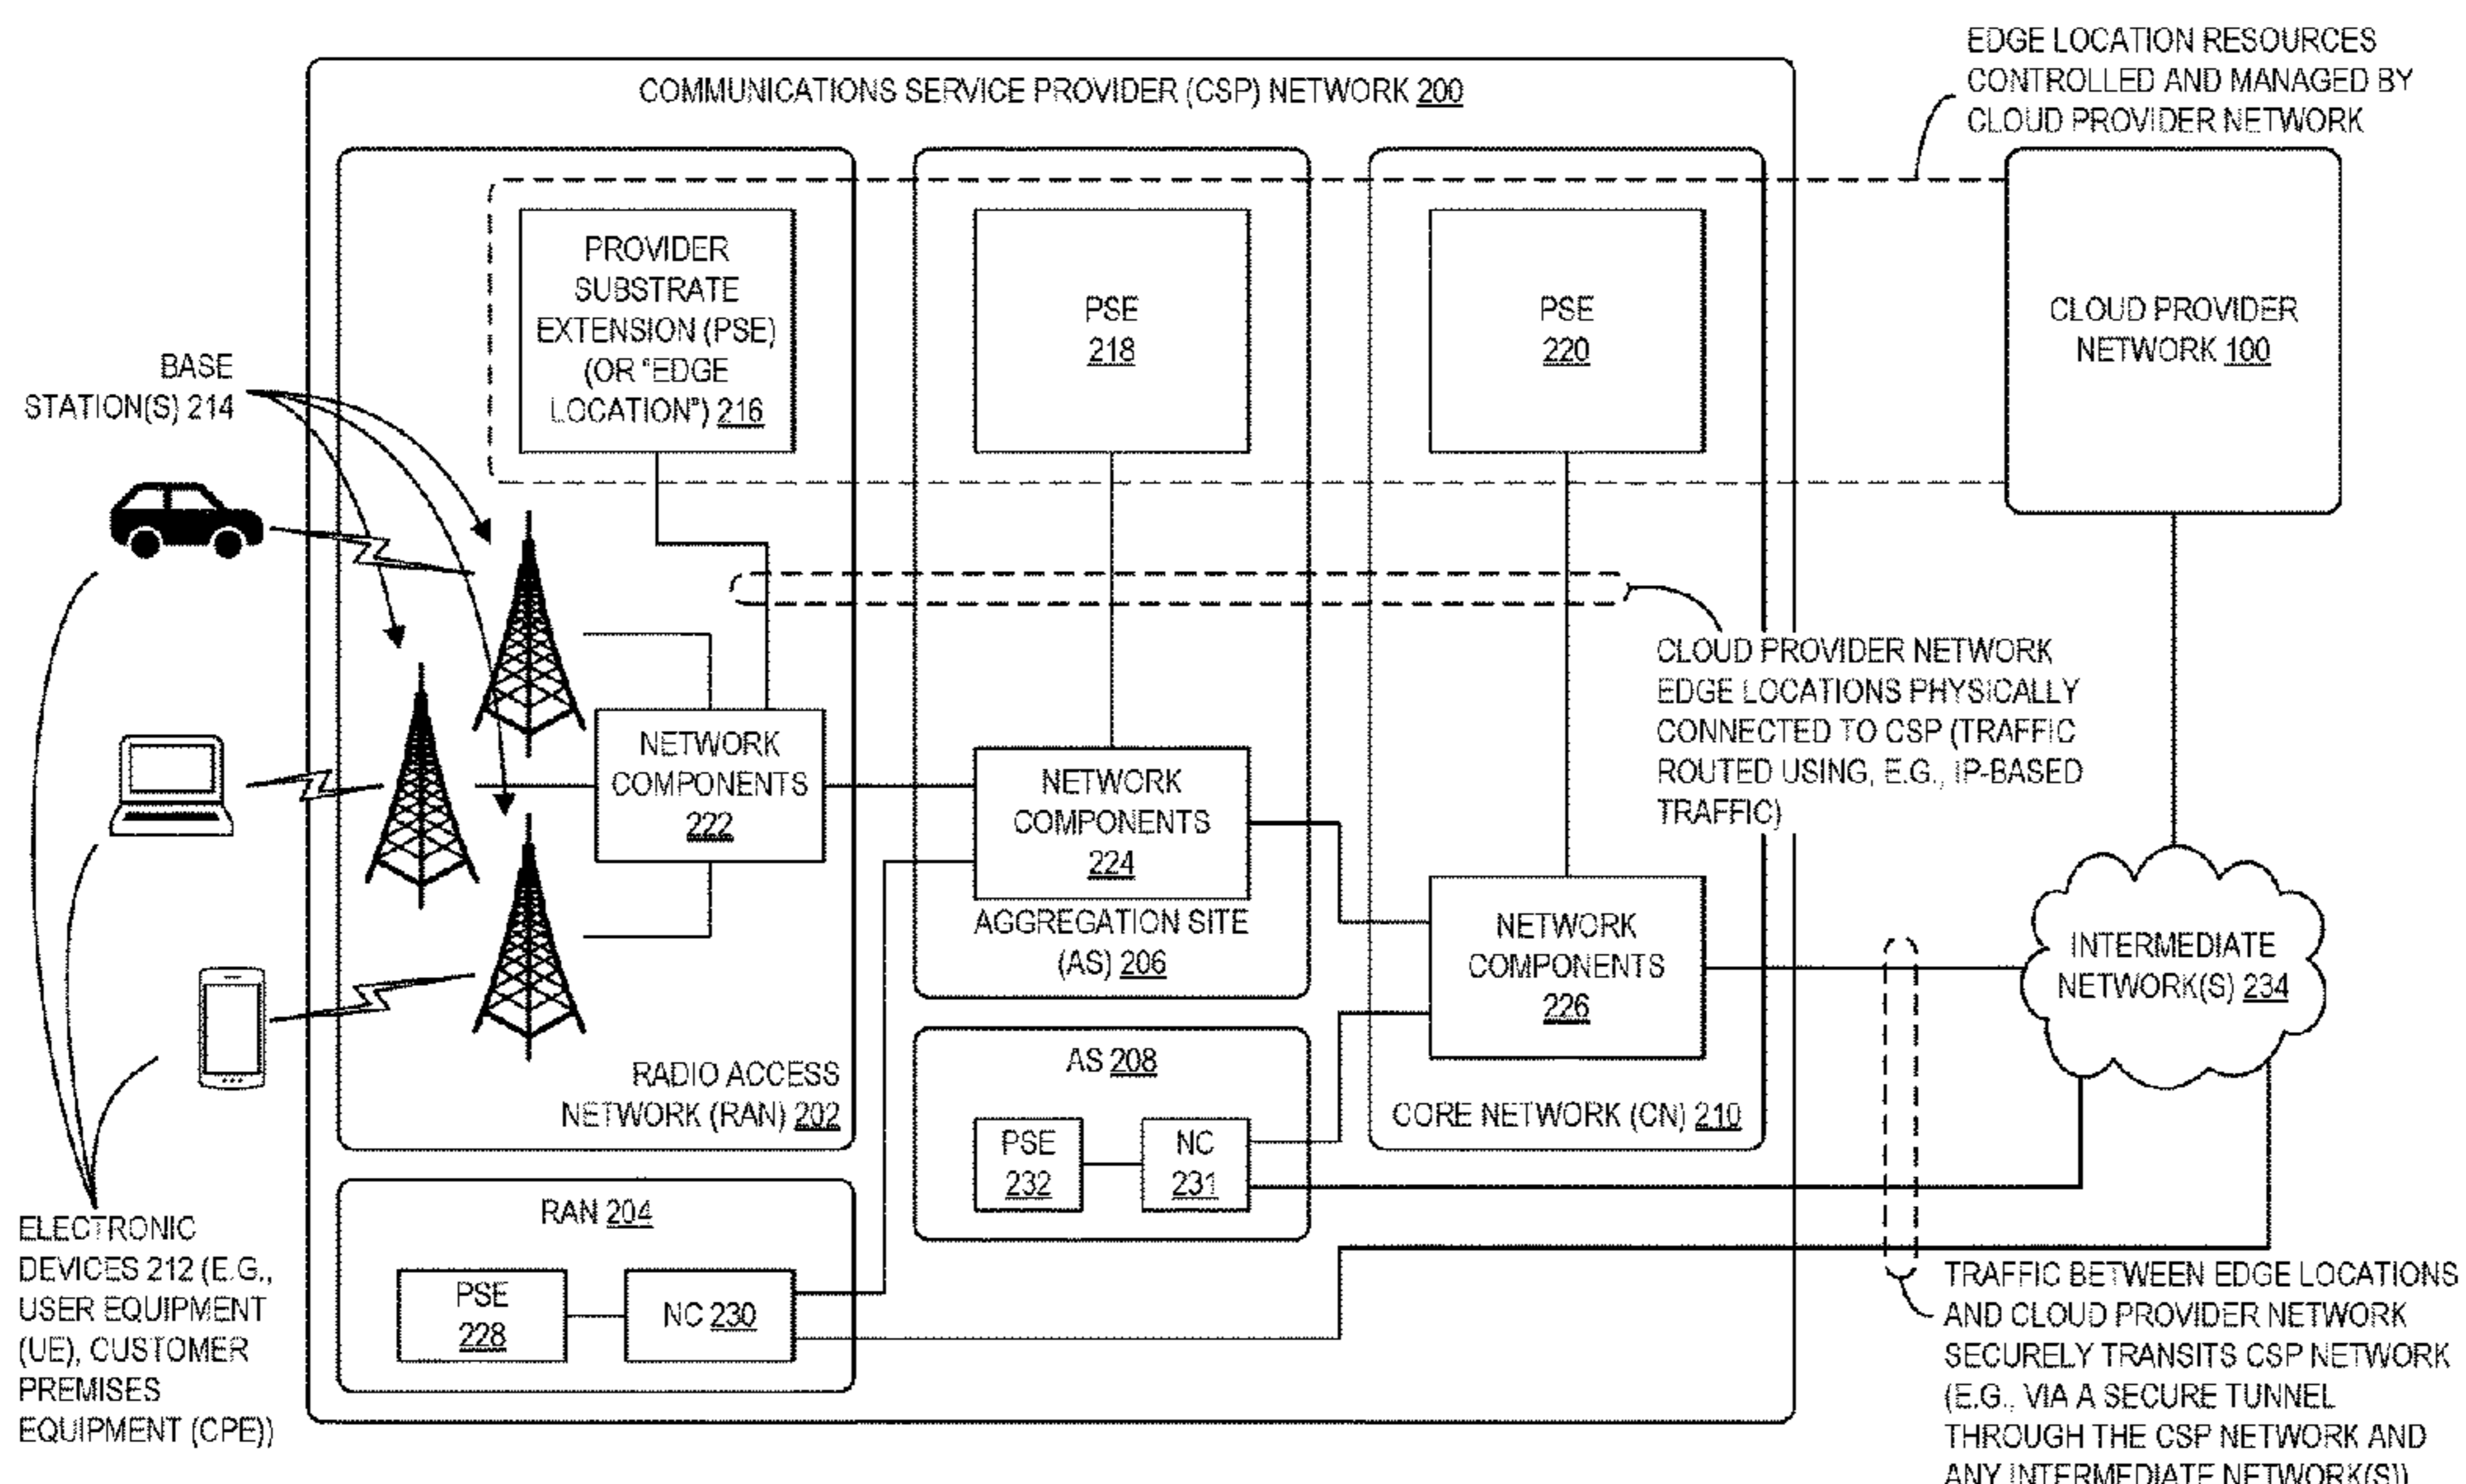 EDGE LOCATION RESOURCES
CONTROLLED AND MANAGED BY
CLOUD PROVIDER NETWORK
COMMUNICATIONS SERVICE PROVIDER (CSP) NETWORK 200
PROVIDER
SUBSTRATE
EXTENSION (PSE)
(OR "EDGE
LOCATION") 216
PSE
218
PSE
220
CLOUD PROVIDER
NETWORK 100
BASE
STATION(S) 214
CLOUD PROVIDER NETWORK
EDGE LOCATIONS PHYSICALLY
CONNECTED TO CSP (TRAFFIC
ROUTED USING, E.G., IP-BASED
TRAFFIC)
NETWORK
COMPONENTS
222
NETWORK
COMPONENTS
224
AGGREGATION SITE
(AS) 206
NETWORK
COMPONENTS
226
INTERMEDIATE
NETWORK(S) 234
RADIO ACCESS
NETWORK (RAN) 202
AS 208
PSE
232
NC
231
CORE NETWORK (CN) 210
RAN 204
PSE
228
NC 230
ELECTRONIC
DEVICES 212 (E.G.,
USER EQUIPMENT
(UE), CUSTOMER
PREMISES
EQUIPMENT (CPE))
TRAFFIC BETWEEN EDGE LOCATIONS
AND CLOUD PROVIDER NETWORK
SECURELY TRANSITS CSP NETWORK
(E.G., VIA A SECURE TUNNEL
THROUGH THE CSP NETWORK AND
ANY INTERMEDIATE NETWORK(S))